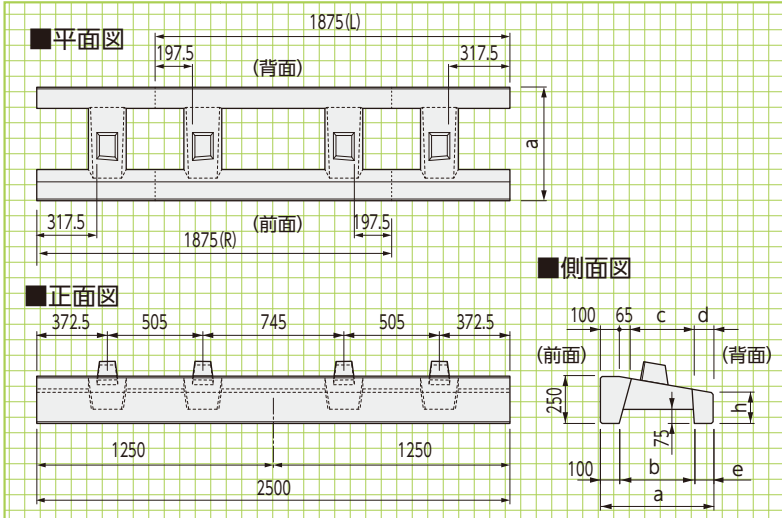 ■平面図
1875(L)
197.5
317.5
(背面)
a
317.5
(前面)
197.5
1875(R)
■正面図
372.5 505 745 505 372.5
1250 1250
2500
■側面図
100 65 c d
(前面) (背面)
250 h
75
100 b e
a